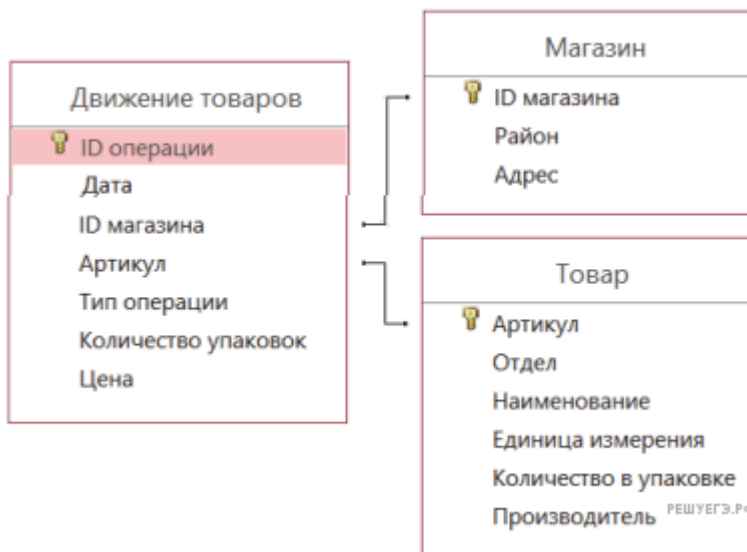 Движение товаров
ID операции
Дата
ID магазина
Артикул
Тип операции
Количество упаковок
Цена
Магазин
ID магазина
Район
Адрес
Товар
Артикул
Отдел
Наименование
Единица измерения
Количество в упаковке
Производитель